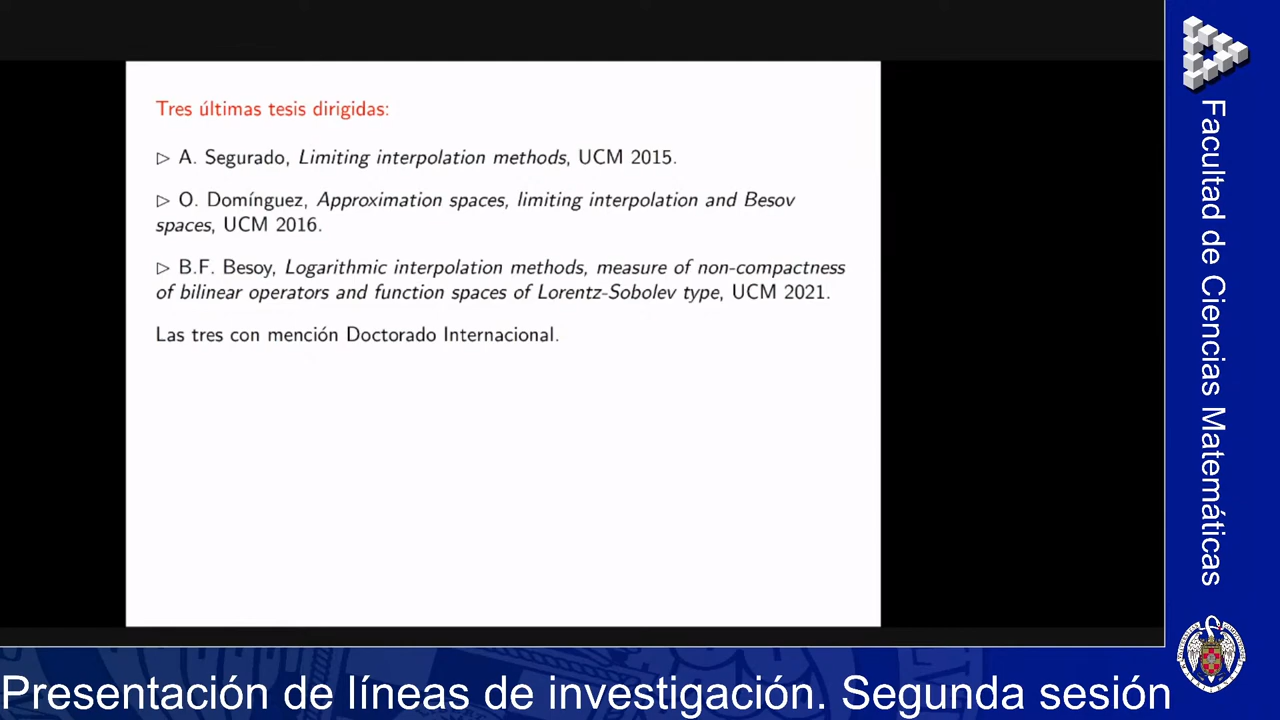 Tres últimas tesis dirigidas:
▷ A. Segurado, Limiting interpolation methods, UCM 2015.
▷ O. Domínguez, Approximation spaces, limiting interpolation and Besov
spaces, UCM 2016.
▷ B.F. Besoy, Logarithmic interpolation methods, measure of non-compactness
of bilinear operators and function spaces of Lorentz-Sobolev type, UCM 2021.
Las tres con mención Doctorado Internacional.
Facultad de Ciencias Matemáticas
Presentación de líneas de investigación. Segunda sesión